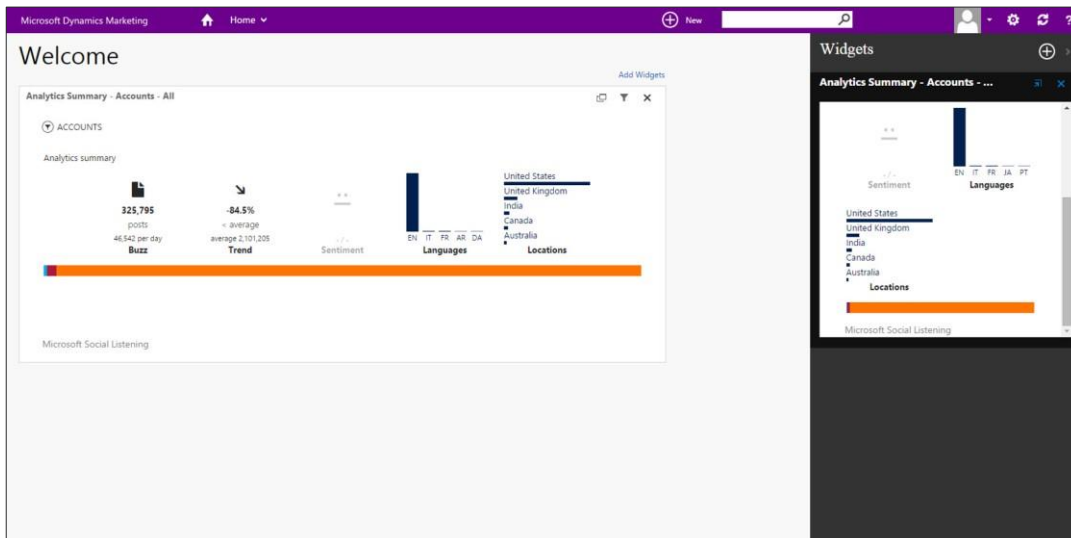 Microsoft Dynamics Marketing Home New ?
Welcome
Add Widgets
Analytics Summary - Accounts - All
ACCOUNTS
Analytics summary
325,795
posts
46,542 per day
Buzz
-84.5%
< average
average 2,101,205
Trend
- / -
Sentiment
EN IT FR AR DA
Languages
United States
United Kingdom
India
Canada
Australia
Locations
Microsoft Social Listening
Widgets
Analytics Summary - Accounts - ...
- / -
Sentiment
EN IT FR JA PT
Languages
United States
United Kingdom
India
Canada
Australia
Locations
Microsoft Social Listening